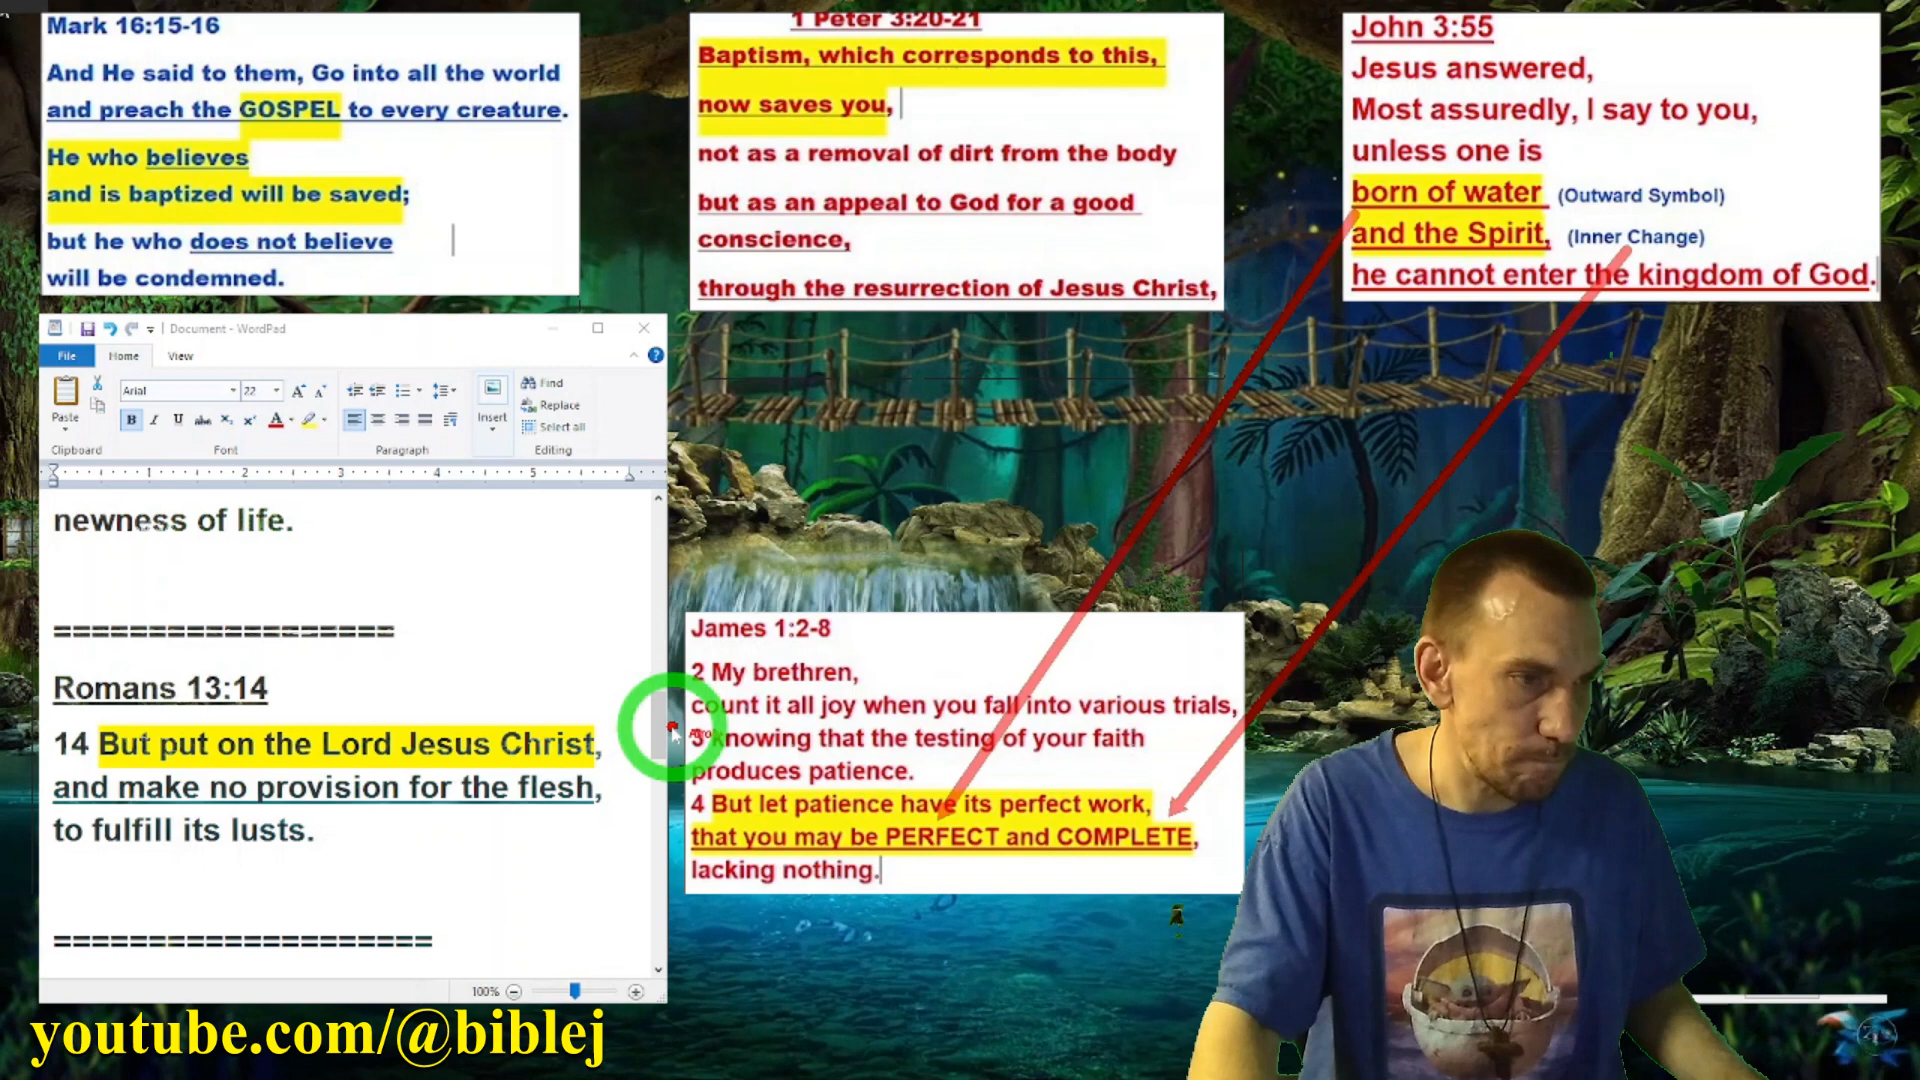 Mark 16:15-16
And He said to them, Go into all the world
and preach the GOSPEL to every creature.
He who believes
and is baptized will be saved;
but he who does not believe
will be condemned.
1 Peter 3:20-21
Baptism, which corresponds to this,
now saves you,
not as a removal of dirt from the body
but as an appeal to God for a good
conscience,
through the resurrection of Jesus Christ,
John 3:55
Jesus answered,
Most assuredly, I say to you,
unless one is
born of water (Outward Symbol)
and the Spirit, (Inner Change)
he cannot enter the kingdom of God.
Document - WordPad
File Home View
Arial 22
Paste
Clipboard
Font
Paragraph
Insert
Find
Replace
Select all
Editing
1 2 3 4 5
newness of life.
==================
Romans 13:14
14 But put on the Lord Jesus Christ,
and make no provision for the flesh,
to fulfill its lusts.
====================
100%
James 1:2-8
2 My brethren,
count it all joy when you fall into various trials,
3 knowing that the testing of your faith
produces patience.
4 But let patience have its perfect work,
that you may be PERFECT and COMPLETE,
lacking nothing.
youtube.com/@biblej